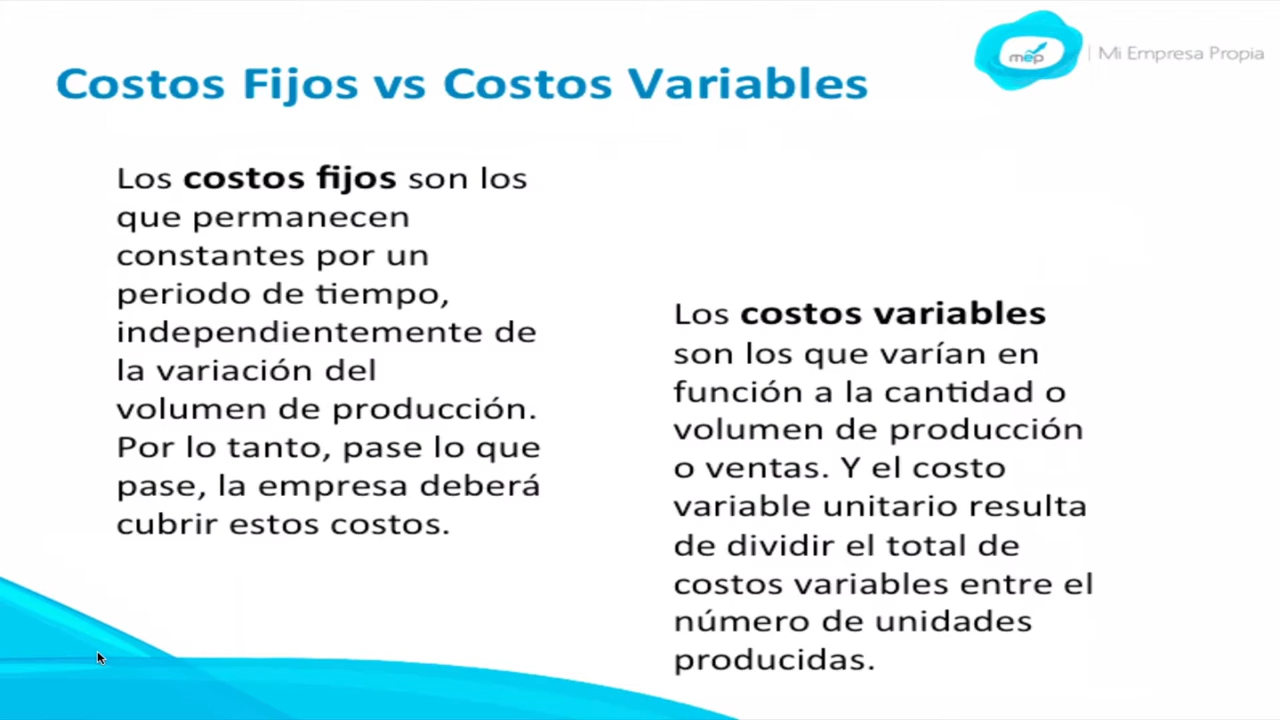 mep | Mi Empresa Propia
Costos Fijos vs Costos Variables
Los costos fijos son los
que permanecen
constantes por un
periodo de tiempo,
independientemente de
la variación del
volumen de producción.
Por lo tanto, pase lo que
pase, la empresa deberá
cubrir estos costos.
Los costos variables
son los que varían en
función a la cantidad o
volumen de producción
o ventas. Y el costo
variable unitario resulta
de dividir el total de
costos variables entre el
número de unidades
producidas.